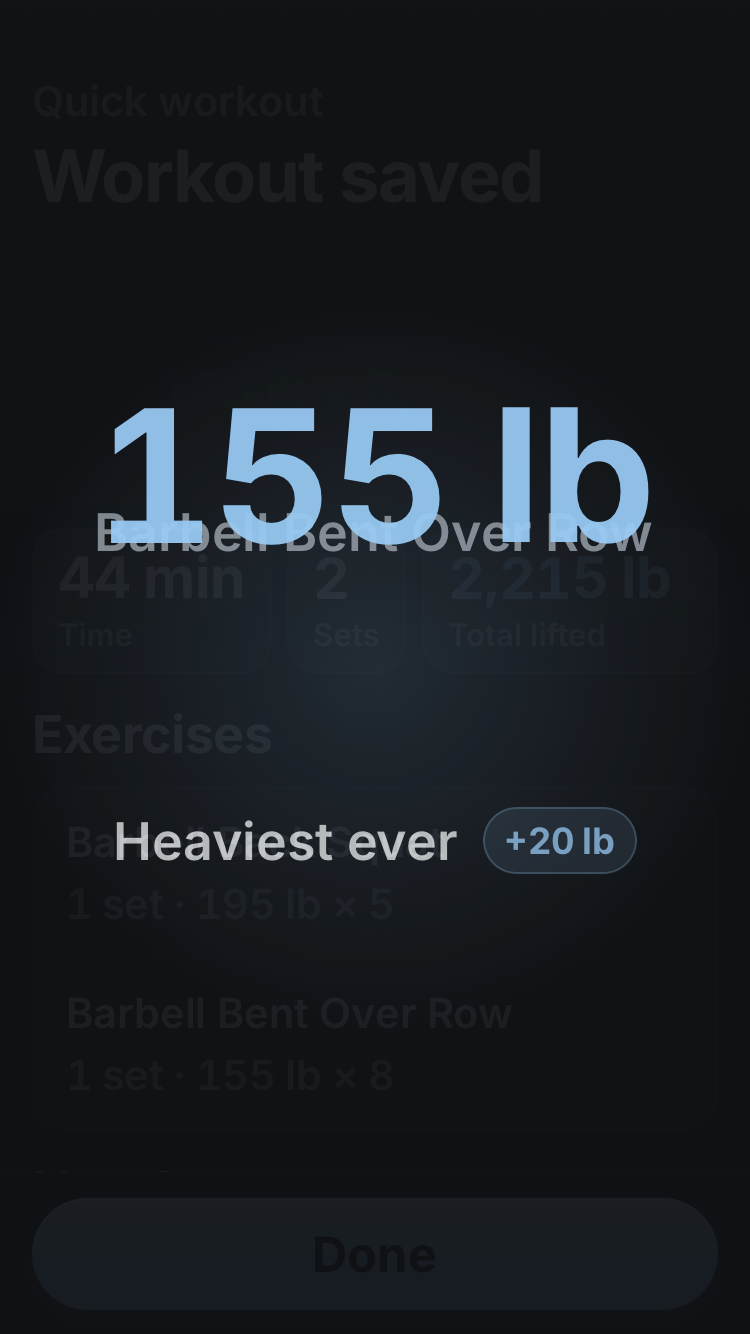 Quick workout
Workout saved
155 lb
Barbell Bent Over Row
44 min 2 2,215 lb
Time Sets Total lifted
Exercises
Heaviest ever +20 lb
1 set · 195 lb × 5
Barbell Bent Over Row
1 set · 155 lb × 8
Done